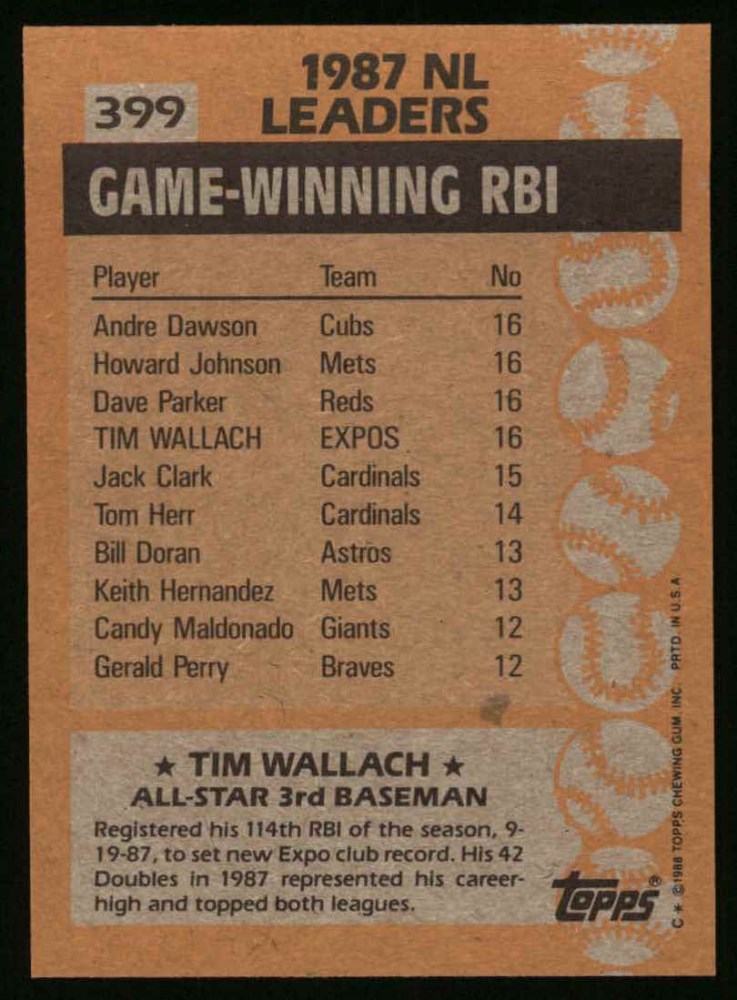 1987 NL
399 LEADERS
GAME-WINNING RBI
Player Team No
Andre Dawson Cubs 16
Howard Johnson Mets 16
Dave Parker Reds 16
TIM WALLACH EXPOS 16
Jack Clark Cardinals 15
Tom Herr Cardinals 14
Bill Doran Astros 13
Keith Hernandez Mets 13
Candy Maldonado Giants 12
Gerald Perry Braves 12
★ TIM WALLACH ★
ALL-STAR 3rd BASEMAN
Registered his 114th RBI of the season, 9-
19-87, to set new Expo club record. His 42
Doubles in 1987 represented his career-
high and topped both leagues.
topps®
C * ©1988 TOPPS CHEWING GUM, INC. PRTD. IN U.S.A.